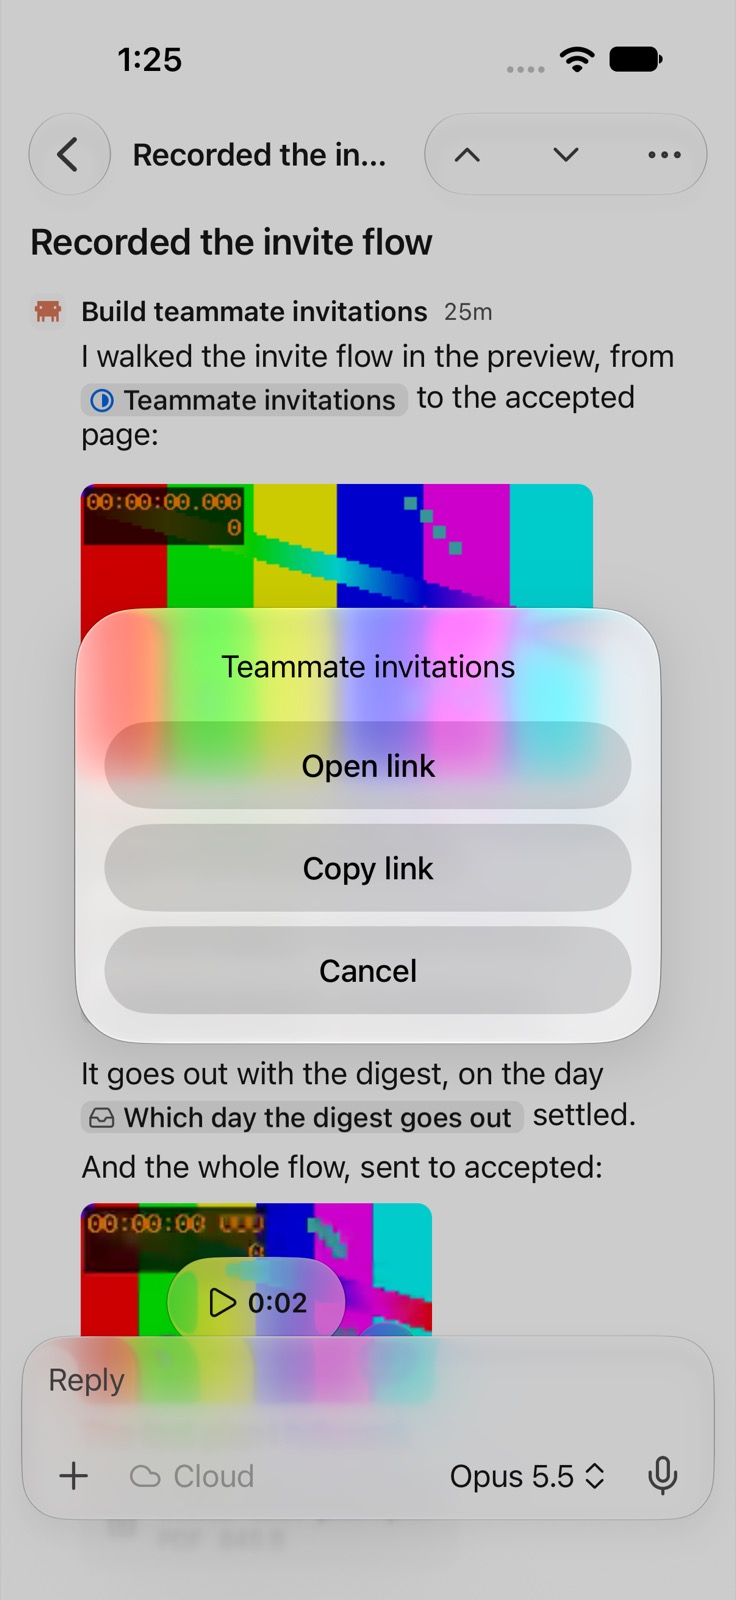 1:25
Recorded the in...
Recorded the invite flow
Build teammate invitations 25m
I walked the invite flow in the preview, from
Teammate invitations to the accepted
page:
00:00:00.000
0
Teammate invitations
Open link
Copy link
Cancel
It goes out with the digest, on the day
Which day the digest goes out settled.
And the whole flow, sent to accepted:
00:00:00
0:02
Reply
Cloud
Opus 5.5